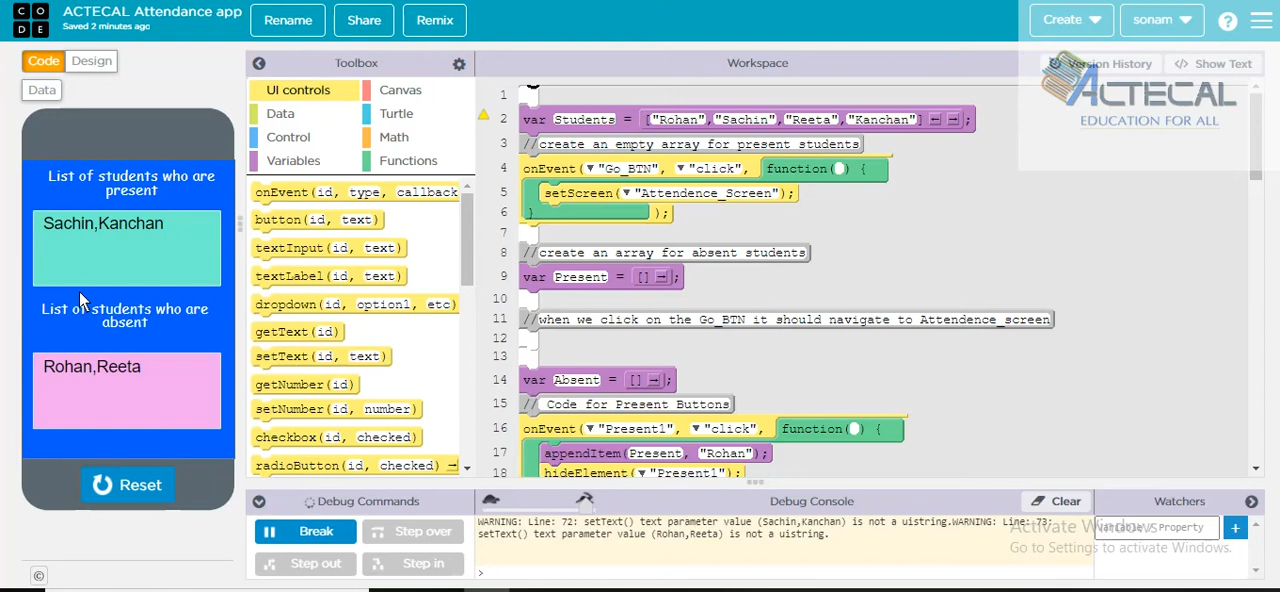 C O D E
ACTECAL Attendance app
Saved 2 minutes ago
Rename
Share
Remix
Create
sonam
?
Code
Design
Data
Toolbox
Workspace
Version History
</> Show Text
ACTECAL
EDUCATION FOR ALL
UI controls
Canvas
Data
Turtle
Control
Math
Variables
Functions
onEvent(id, type, callback
button(id, text)
textInput(id, text)
textLabel(id, text)
dropdown(id, option1, etc)
getText(id)
setText(id, text)
getNumber(id)
setNumber(id, number)
checkbox(id, checked)
radioButton(id, checked)
List of students who are
present
Sachin,Kanchan
List of students who are
absent
Rohan,Reeta
Reset
1
2 var Students = ["Rohan","Sachin","Reeta","Kanchan"] ;
3 //create an empty array for present students
4 onEvent( "Go_BTN", "click", function( ) {
5 setScreen( "Attendence_Screen");
6 } );
7
8 //create an array for absent students
9 var Present = [] ;
10
11 //when we click on the Go_BTN it should navigate to Attendence_screen
12
13
14 var Absent = [] ;
15 // Code for Present Buttons
16 onEvent( "Present1", "click", function( ) {
17 appendItem(Present, "Rohan");
18 hideElement( "Present1");
Debug Commands
Debug Console
Clear
Watchers
Break
Step over
Step out
Step in
WARNING: Line: 72: setText() text parameter value (Sachin,Kanchan) is not a uistring.WARNING: Line: 73:
setText() text parameter value (Rohan,Reeta) is not a uistring.
>
Variable / Property
+
Activate Windows
Go to Settings to activate Windows.
©